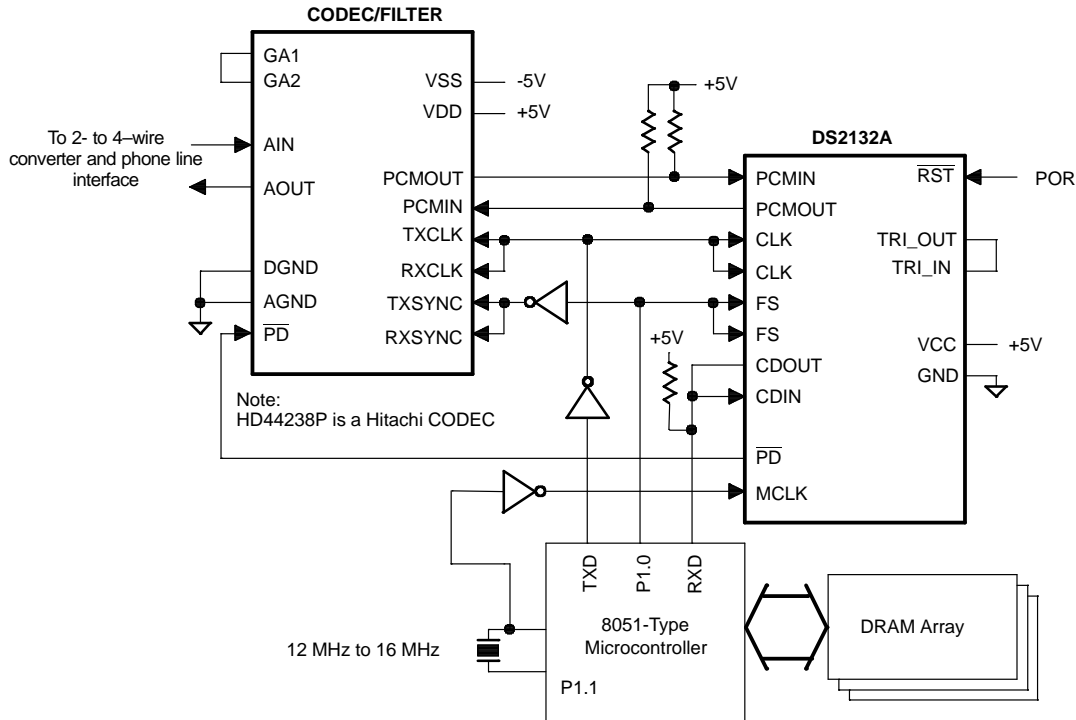 CODEC/FILTER
GA1
GA2
VSS
-5V
VDD
+5V
+5V
To 2- to 4–wire
converter and phone line
interface
AIN
AOUT
PCMOUT
PCMIN
TXCLK
RXCLK
TXSYNC
RXSYNC
DGND
AGND
PD
DS2132A
PCMIN
PCMOUT
CLK
CLK
FS
FS
CDOUT
CDIN
PD
MCLK
RST
POR
TRI_OUT
TRI_IN
VCC
+5V
GND
+5V
Note:
HD44238P is a Hitachi CODEC
TXD
P1.0
RXD
8051-Type
Microcontroller
P1.1
12 MHz to 16 MHz
DRAM Array